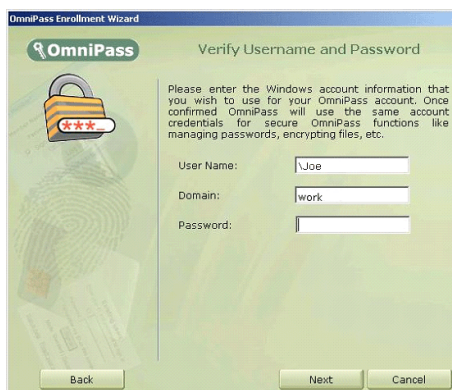 OmniPass Enrollment Wizard
OmniPass
Verify Username and Password
Please enter the Windows account information that
you wish to use for your OmniPass account. Once
confirmed OmniPass will use the same account
credentials for secure OmniPass functions like
managing passwords, encrypting files, etc.
User Name:
\Joe
Domain:
work
Password:
***_
Back
Next
Cancel